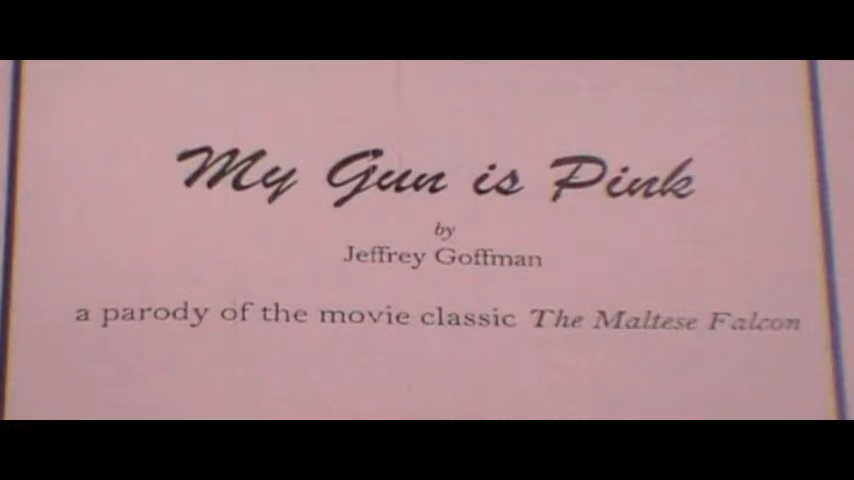 My Gun is Pink
by
Jeffrey Goffman
a parody of the movie classic The Maltese Falcon